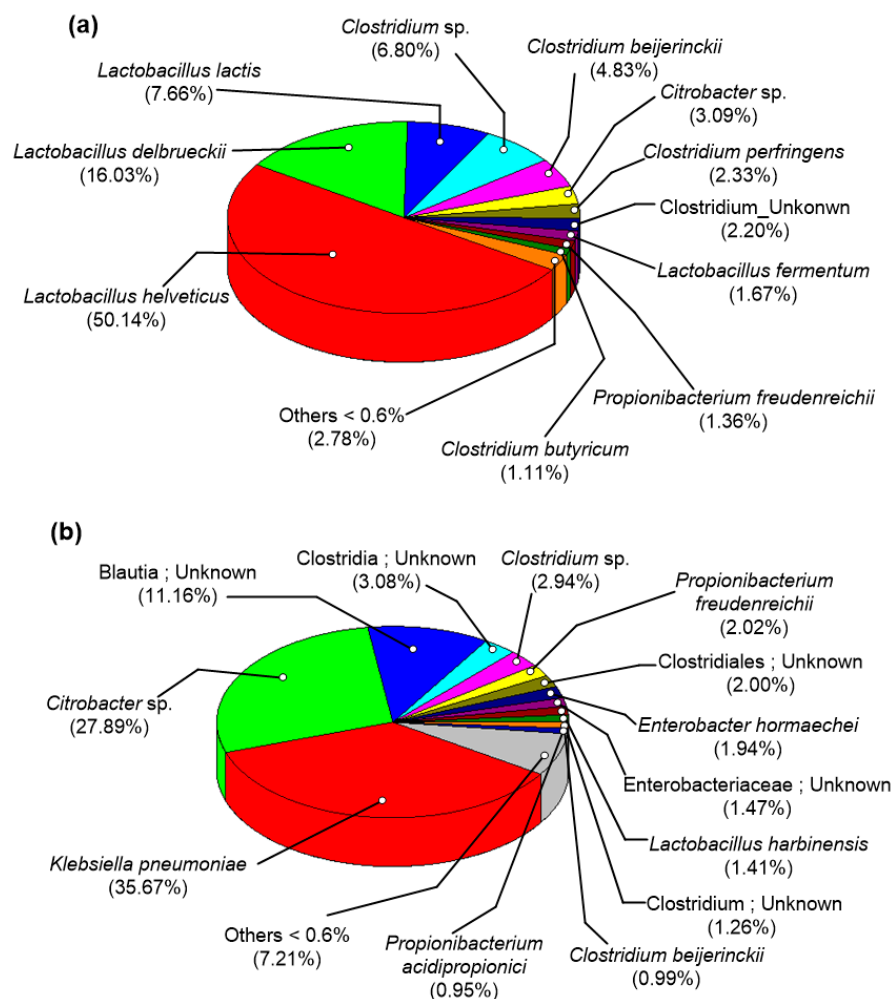 (a)
Clostridium sp.
(6.80%)
Clostridium beijerinckii
(4.83%)
Lactobacillus lactis
(7.66%)
Citrobacter sp.
(3.09%)
Lactobacillus delbrueckii
(16.03%)
Clostridium perfringens
(2.33%)
Clostridium_Unkonwn
(2.20%)
Lactobacillus fermentum
(1.67%)
Lactobacillus helveticus
(50.14%)
Propionibacterium freudenreichii
(1.36%)
Others < 0.6%
(2.78%)
Clostridium butyricum
(1.11%)
(b)
Blautia ; Unknown
(11.16%)
Clostridia ; Unknown
(3.08%)
Clostridium sp.
(2.94%)
Propionibacterium
freudenreichii
(2.02%)
Clostridiales ; Unknown
(2.00%)
Citrobacter sp.
(27.89%)
Enterobacter hormaechei
(1.94%)
Enterobacteriaceae ; Unknown
(1.47%)
Lactobacillus harbinensis
(1.41%)
Klebsiella pneumoniae
(35.67%)
Clostridium ; Unknown
(1.26%)
Others < 0.6%
(7.21%)
Propionibacterium
acidipropionici
(0.95%)
Clostridium beijerinckii
(0.99%)